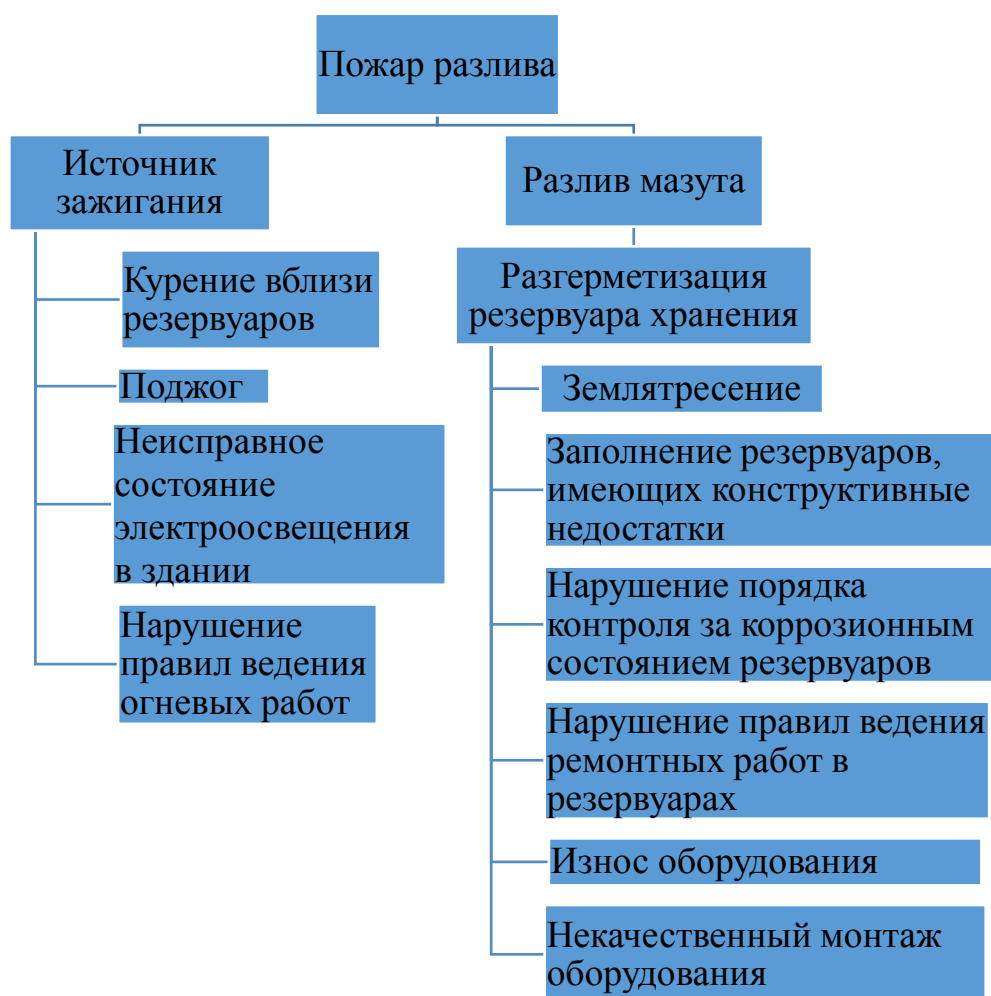 Пожар разлива
Источник
зажигания
Курение вблизи
резервуаров
Поджог
Неисправное
состояние
электроосвещения
в здании
Нарушение
правил ведения
огневых работ
Разлив мазута
Разгерметизация
резервуара хранения
Землятресение
Заполнение резервуаров,
имеющих конструктивные
недостатки
Нарушение порядка
контроля за коррозионным
состоянием резервуаров
Нарушение правил ведения
ремонтных работ в
резервуарах
Износ оборудования
Некачественный монтаж
оборудования